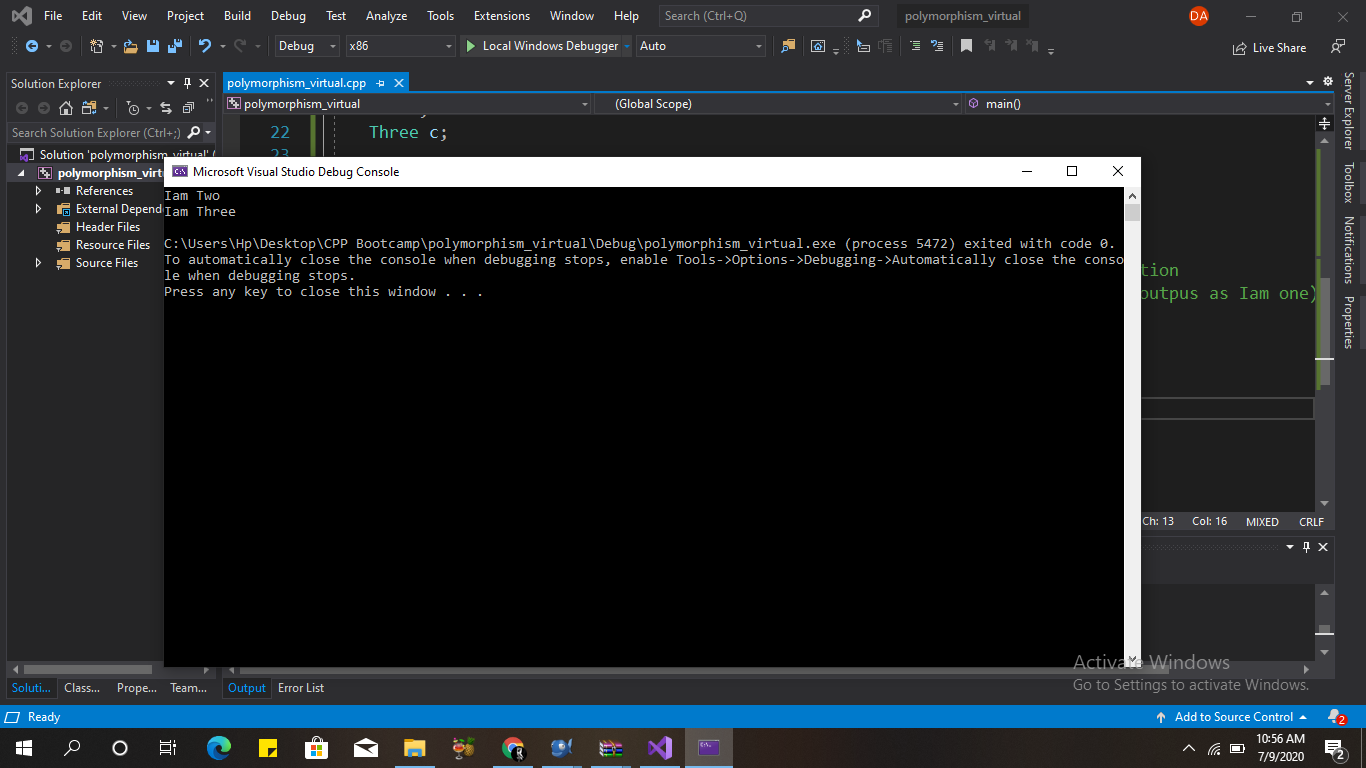 File Edit View Project Build Debug Test Analyze Tools Extensions Window Help Search (Ctrl+Q) polymorphism_virtual DA
Debug x86 Local Windows Debugger Auto Live Share
Solution Explorer
polymorphism_virtual.cpp
polymorphism_virtual (Global Scope) main()
Search Solution Explorer (Ctrl+;)
22 Three c;
23
Solution 'polymorphism_virtual' (
polymorphism_virt
References
External Depend
Header Files
Resource Files
Source Files
Microsoft Visual Studio Debug Console
Iam Two
Iam Three
C:\Users\Hp\Desktop\CPP Bootcamp\polymorphism_virtual\Debug\polymorphism_virtual.exe (process 5472) exited with code 0.
To automatically close the console when debugging stops, enable Tools->Options->Debugging->Automatically close the conso
le when debugging stops.
Press any key to close this window . . .
tion
outpus as Iam one)
Server Explorer
Toolbox
Notifications
Properties
Ch: 13 Col: 16 MIXED CRLF
Activate Windows
Go to Settings to activate Windows.
Soluti... Class... Prope... Team... Output Error List
Ready Add to Source Control 2
10:56 AM
7/9/2020
2